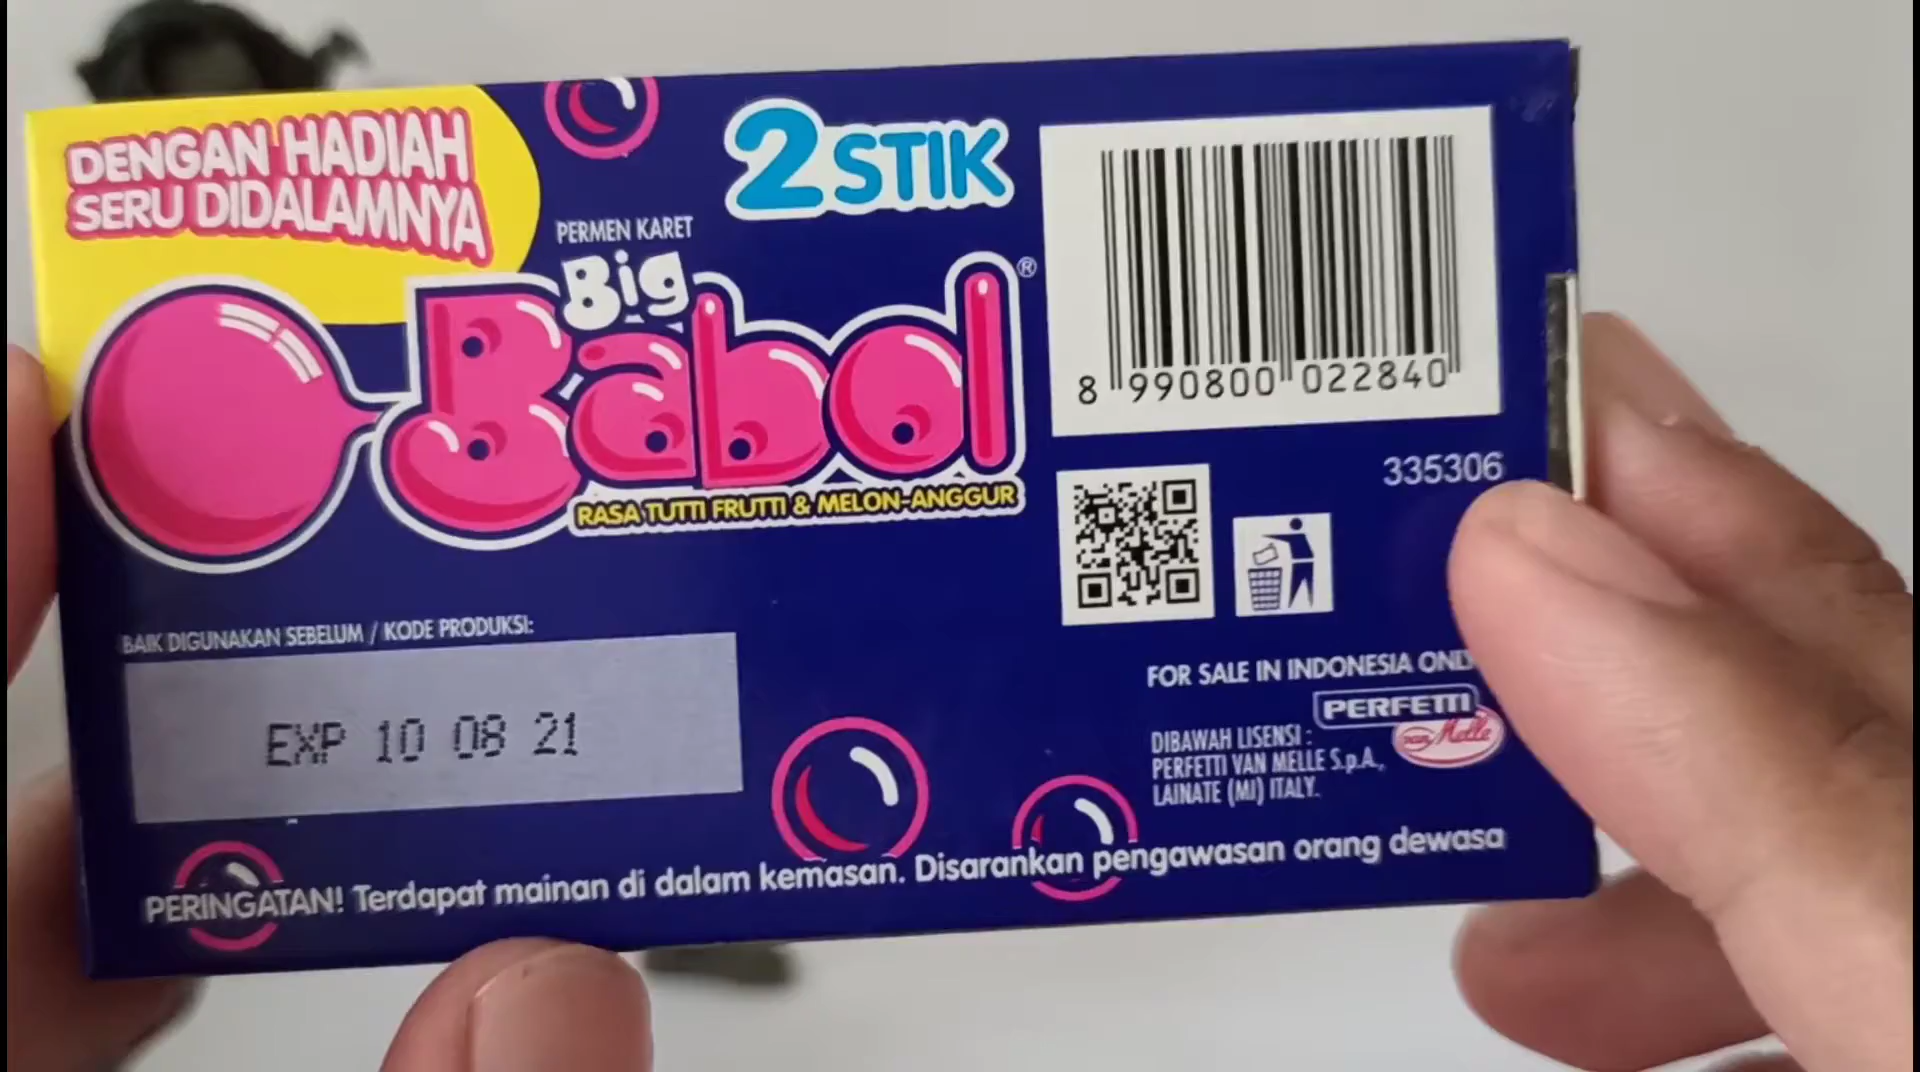 DENGAN HADIAH
SERU DIDALAMNYA
2 STIK
PERMEN KARET
Big
Babol®
RASA TUTTI FRUTTI & MELON-ANGGUR
8 990800 022840
335306
BAIK DIGUNAKAN SEBELUM / KODE PRODUKSI:
EXP 10 08 21
FOR SALE IN INDONESIA
PERFETTI
van Melle
DIBAWAH LISENSI :
PERFETTI VAN MELLE S.p.A.,
LAINATE (MI) ITALY.
PERINGATAN! Terdapat mainan di dalam kemasan. Disarankan pengawasan orang dewasa